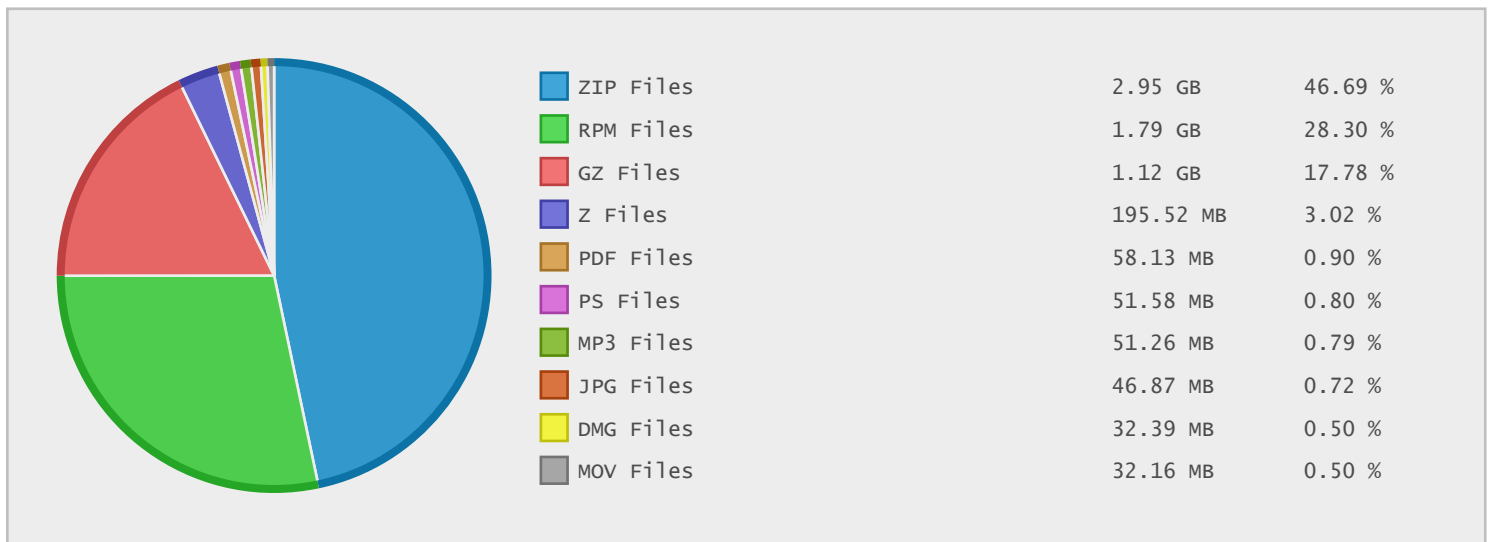 ZIP Files 2.95 GB 46.69 %
RPM Files 1.79 GB 28.30 %
GZ Files 1.12 GB 17.78 %
Z Files 195.52 MB 3.02 %
PDF Files 58.13 MB 0.90 %
PS Files 51.58 MB 0.80 %
MP3 Files 51.26 MB 0.79 %
JPG Files 46.87 MB 0.72 %
DMG Files 32.39 MB 0.50 %
MOV Files 32.16 MB 0.50 %